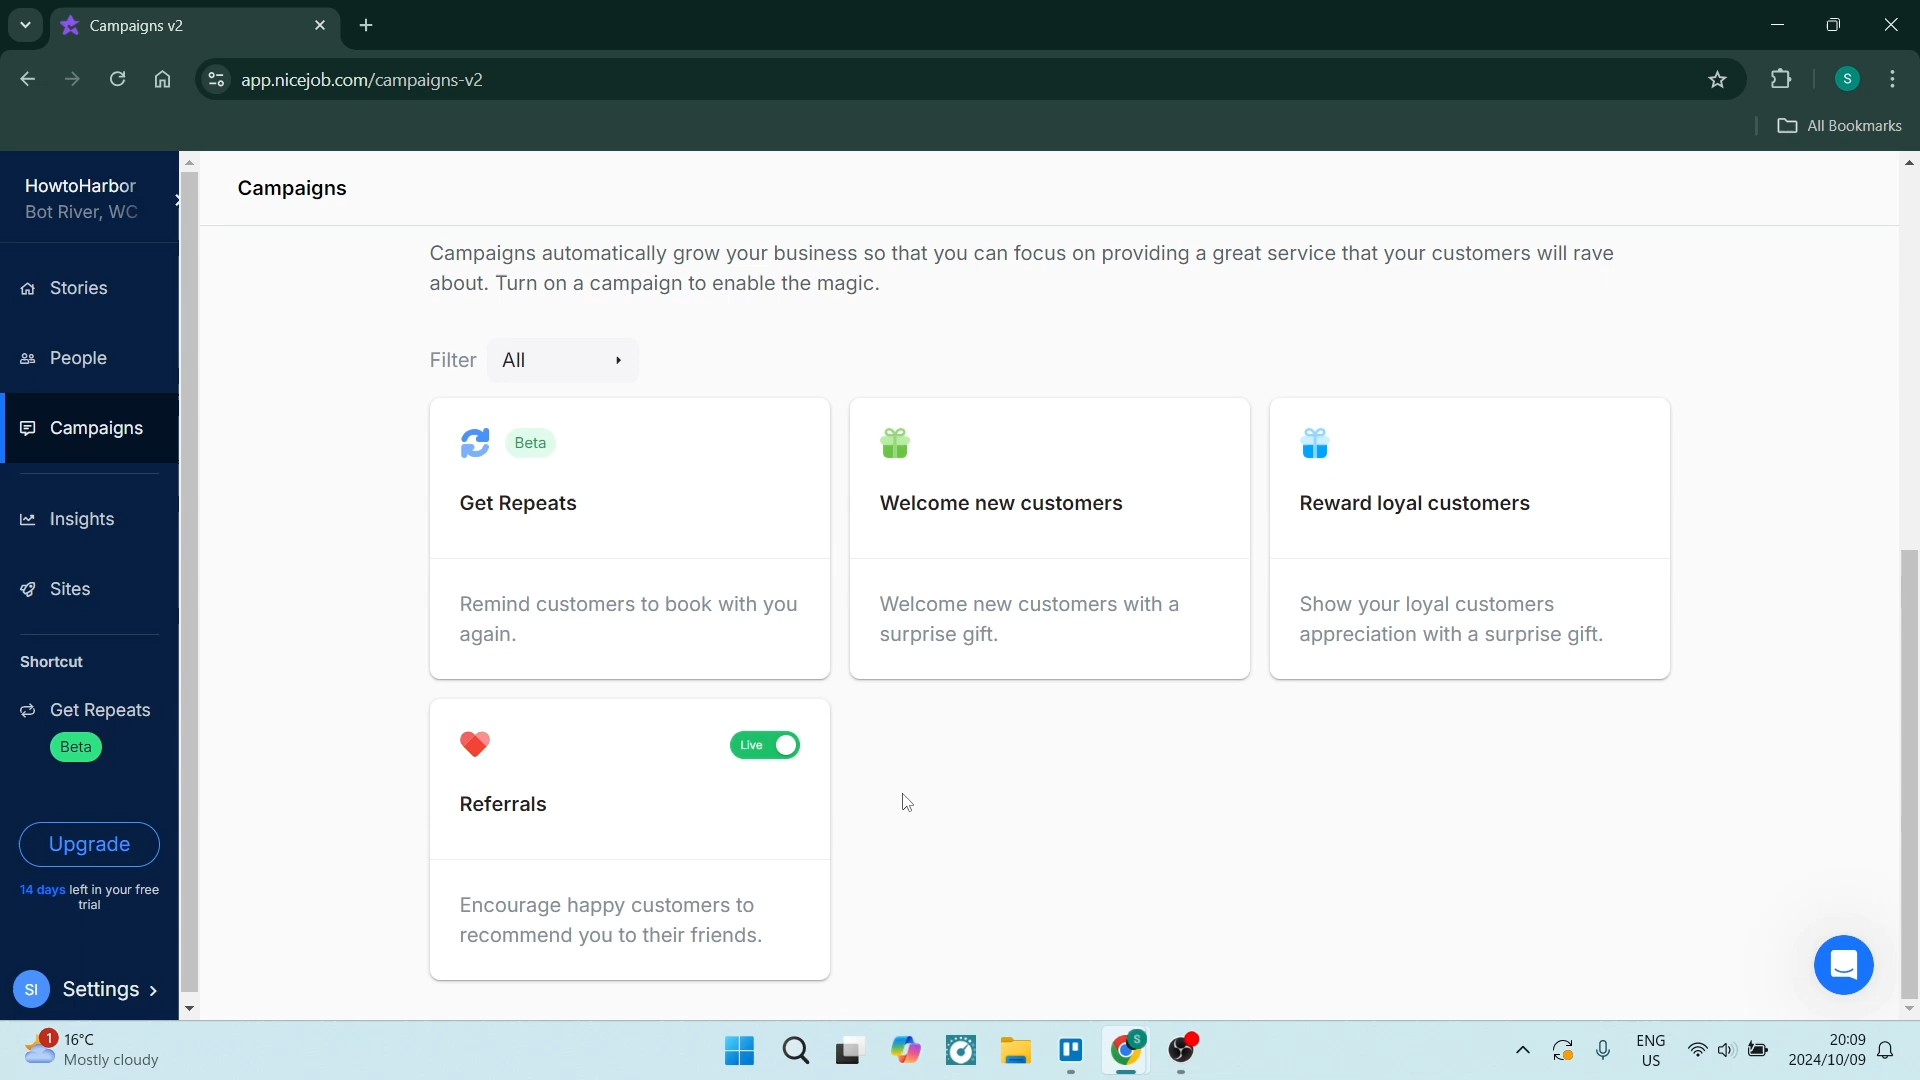 Campaigns v2
app.nicejob.com/campaigns-v2
S
All Bookmarks
HowtoHarbor
Bot River, WC
Stories
People
Campaigns
Insights
Sites
Shortcut
Get Repeats
Beta
Upgrade
14 days left in your free
trial
SI
Settings
Campaigns
Campaigns automatically grow your business so that you can focus on providing a great service that your customers will rave
about. Turn on a campaign to enable the magic.
Filter
All
Beta
Get Repeats
Remind customers to book with you
again.
Welcome new customers
Welcome new customers with a
surprise gift.
Reward loyal customers
Show your loyal customers
appreciation with a surprise gift.
Live
Referrals
Encourage happy customers to
recommend you to their friends.
1
16°C
Mostly cloudy
S
ENG
US
20:09
2024/10/09